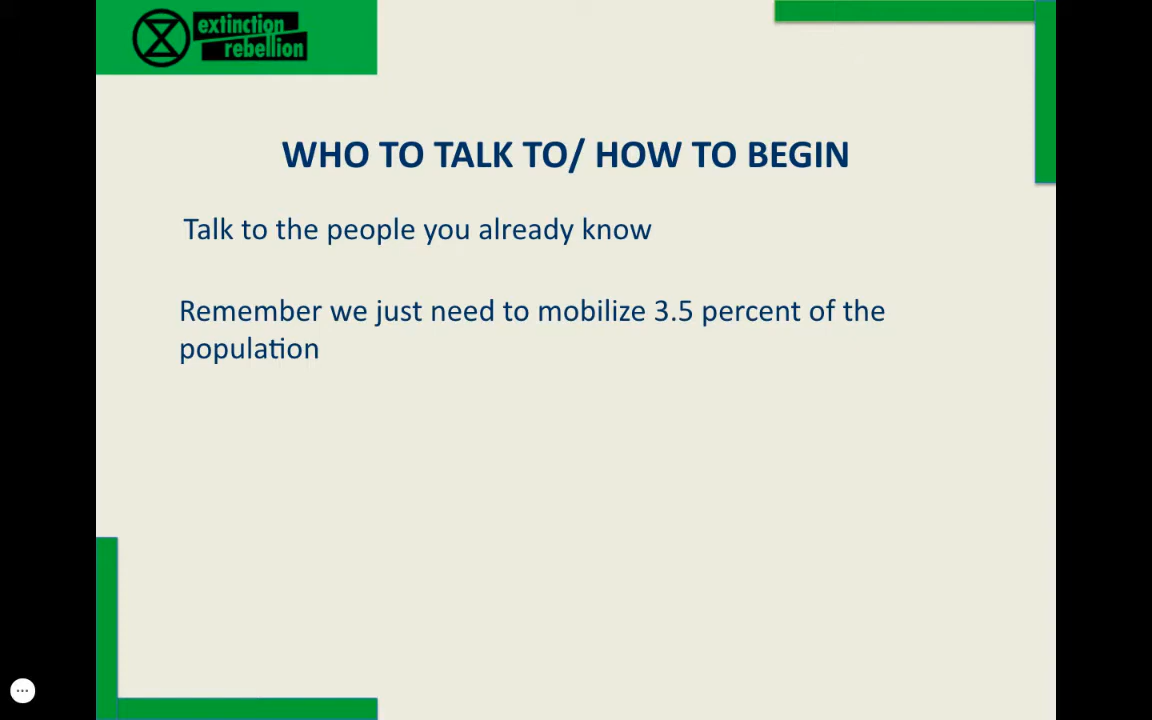 extinction
rebellion
WHO TO TALK TO/ HOW TO BEGIN
Talk to the people you already know
Remember we just need to mobilize 3.5 percent of the
population